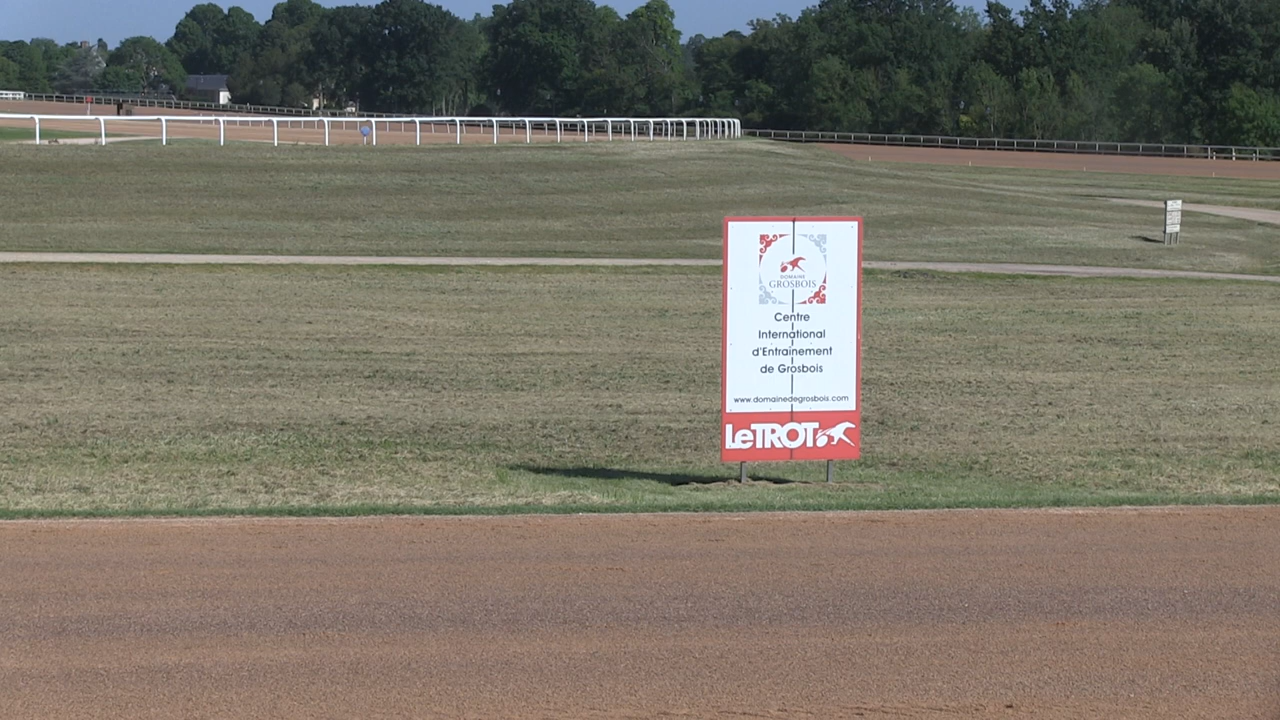 DOMAINE
GROSBOIS
Centre
International
d'Entrainement
de Grosbois
www.domainedegrosbois.com
LeTROT